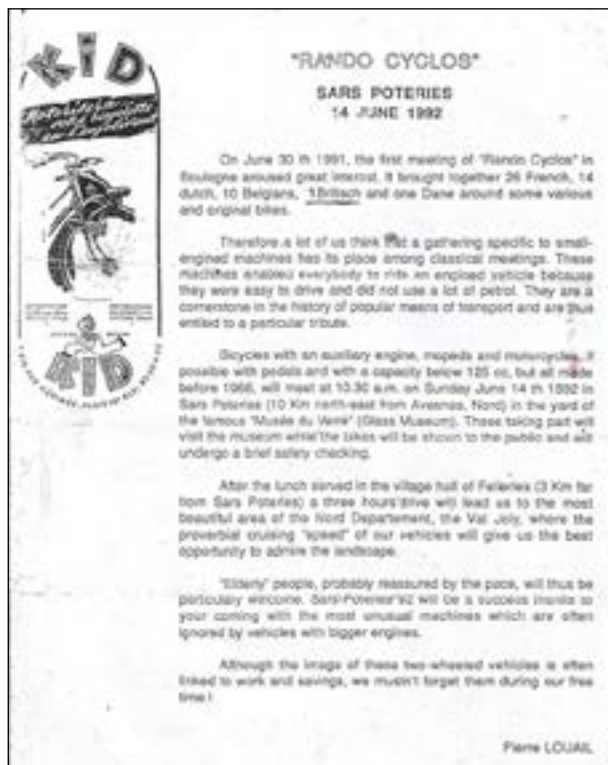 KID
"RANDO CYCLOS"
SARS POTERIES
14 JUNE 1992
On June 30 th 1991, the first meeting of "Rando Cyclos" in
Boulogne aroused great interest. It brought together 26 French, 14
dutch, 10 Belgians, 1 Britisch and one Dane around some various
and original bikes.
Therefore a lot of us think that a gathering specific to small-
engined machines has its place among classical meetings. These
machines enabled everybody to ride an engined vehicle because
they were easy to drive and did not use a lot of petrol. They are a
cornerstone in the history of popular means of transport and are thus
entitled to a particular tribute.
Bicycles with an auxiliary engine, mopeds and motorcycles, if
possible with pedals and with a capacity below 125 cc, but all made
before 1966, will meet at 10.30 a.m. on Sunday June 14 th 1992 in
Sars Poteries (10 Km north-east from Avesnes, Nord) in the yard of
the famous "Musée du Verre" (Glass Museum). Those taking part will
visit the museum while the bikes will be shown to the public and will
undergo a brief safety checking.
After the lunch served in the village hall of Felleries (3 Km far
from Sars Poteries) a three hours drive will lead us to the most
beautiful area of the Nord Departement, the Val Joly, where the
proverbial cruising "speed" of our vehicles will give us the best
opportunity to admire the landscape.
"Elderly" people, probably reassured by the pace, will thus be
particulary welcome. Sars-Poteries'92 will be a success thanks to
your coming with the most unusual machines which are often
ignored by vehicles with bigger engines.
Although the image of these two-wheeled vehicles is often
linked to work and savings, we mustn't forget them during our free
time !
Pierre LOUAIL
KID